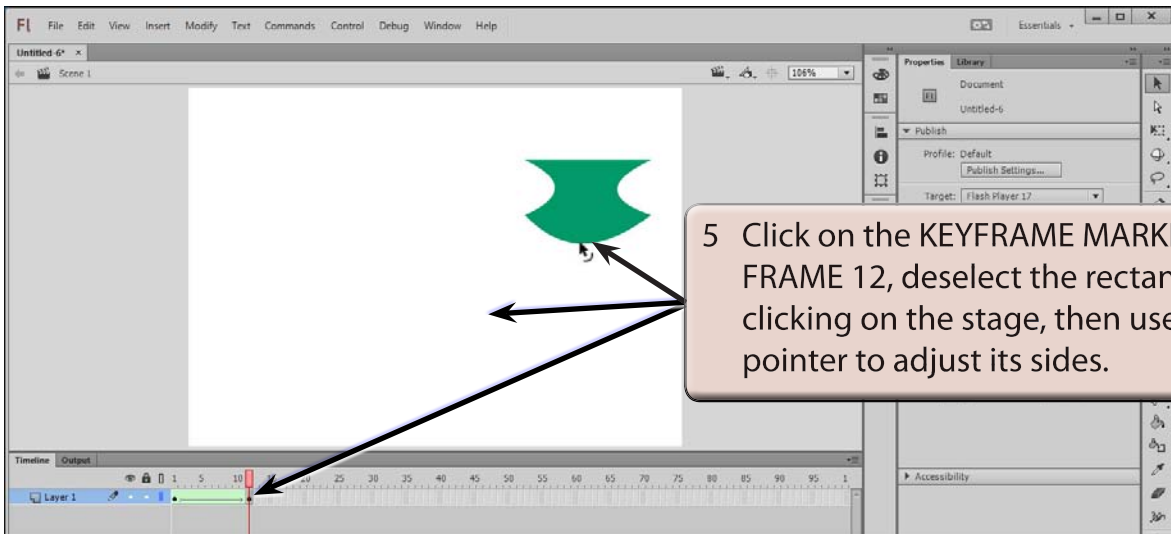 Fl File Edit View Insert Modify Text Commands Control Debug Window Help Essentials
Untitled-6* ×
Scene 1 106%
Properties Library
Document
Untitled-6
Publish
Profile: Default
Publish Settings...
Target: Flash Player 17
5 Click on the KEYFRAME
FRAME 12, deselect the
clicking on the stage, then
pointer to adjust its sides.
Timeline Output
1 5 10 20 25 30 35 40 45 50 55 60 65 70 75 80 85 90 95 1
Layer 1
Accessibility